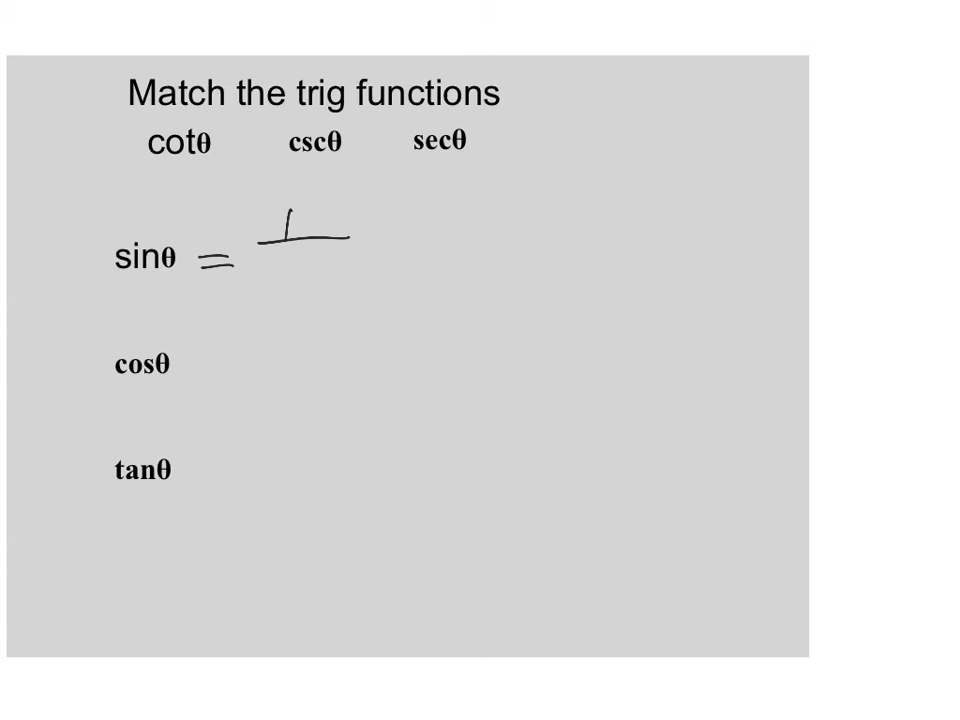 Match the trig functions
cotθ cscθ secθ
1
sinθ =
cosθ
tanθ